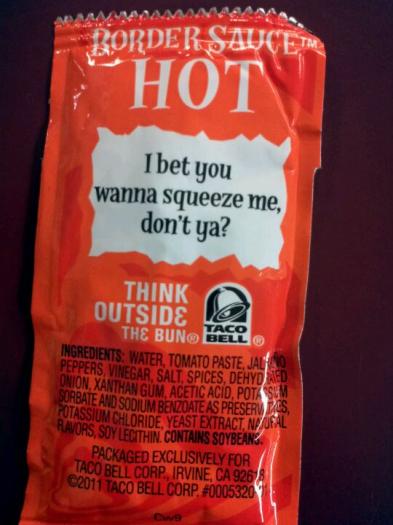 BORDER SAUCE™
HOT
I bet you
wanna squeeze me,
don't ya?
THINK
OUTSIDE
THE BUN®
TACO
BELL®
INGREDIENTS: WATER, TOMATO PASTE, JALAPENO
PEPPERS, VINEGAR, SALT, SPICES, DEHYDRATED
ONION, XANTHAN GUM, ACETIC ACID, POTASSIUM
SORBATE AND SODIUM BENZOATE AS PRESERVATIVES,
POTASSIUM CHLORIDE, YEAST EXTRACT, NATURAL
FLAVORS, SOY LECITHIN. CONTAINS SOYBEANS.
PACKAGED EXCLUSIVELY FOR
TACO BELL CORP., IRVINE, CA 92618
©2011 TACO BELL CORP.